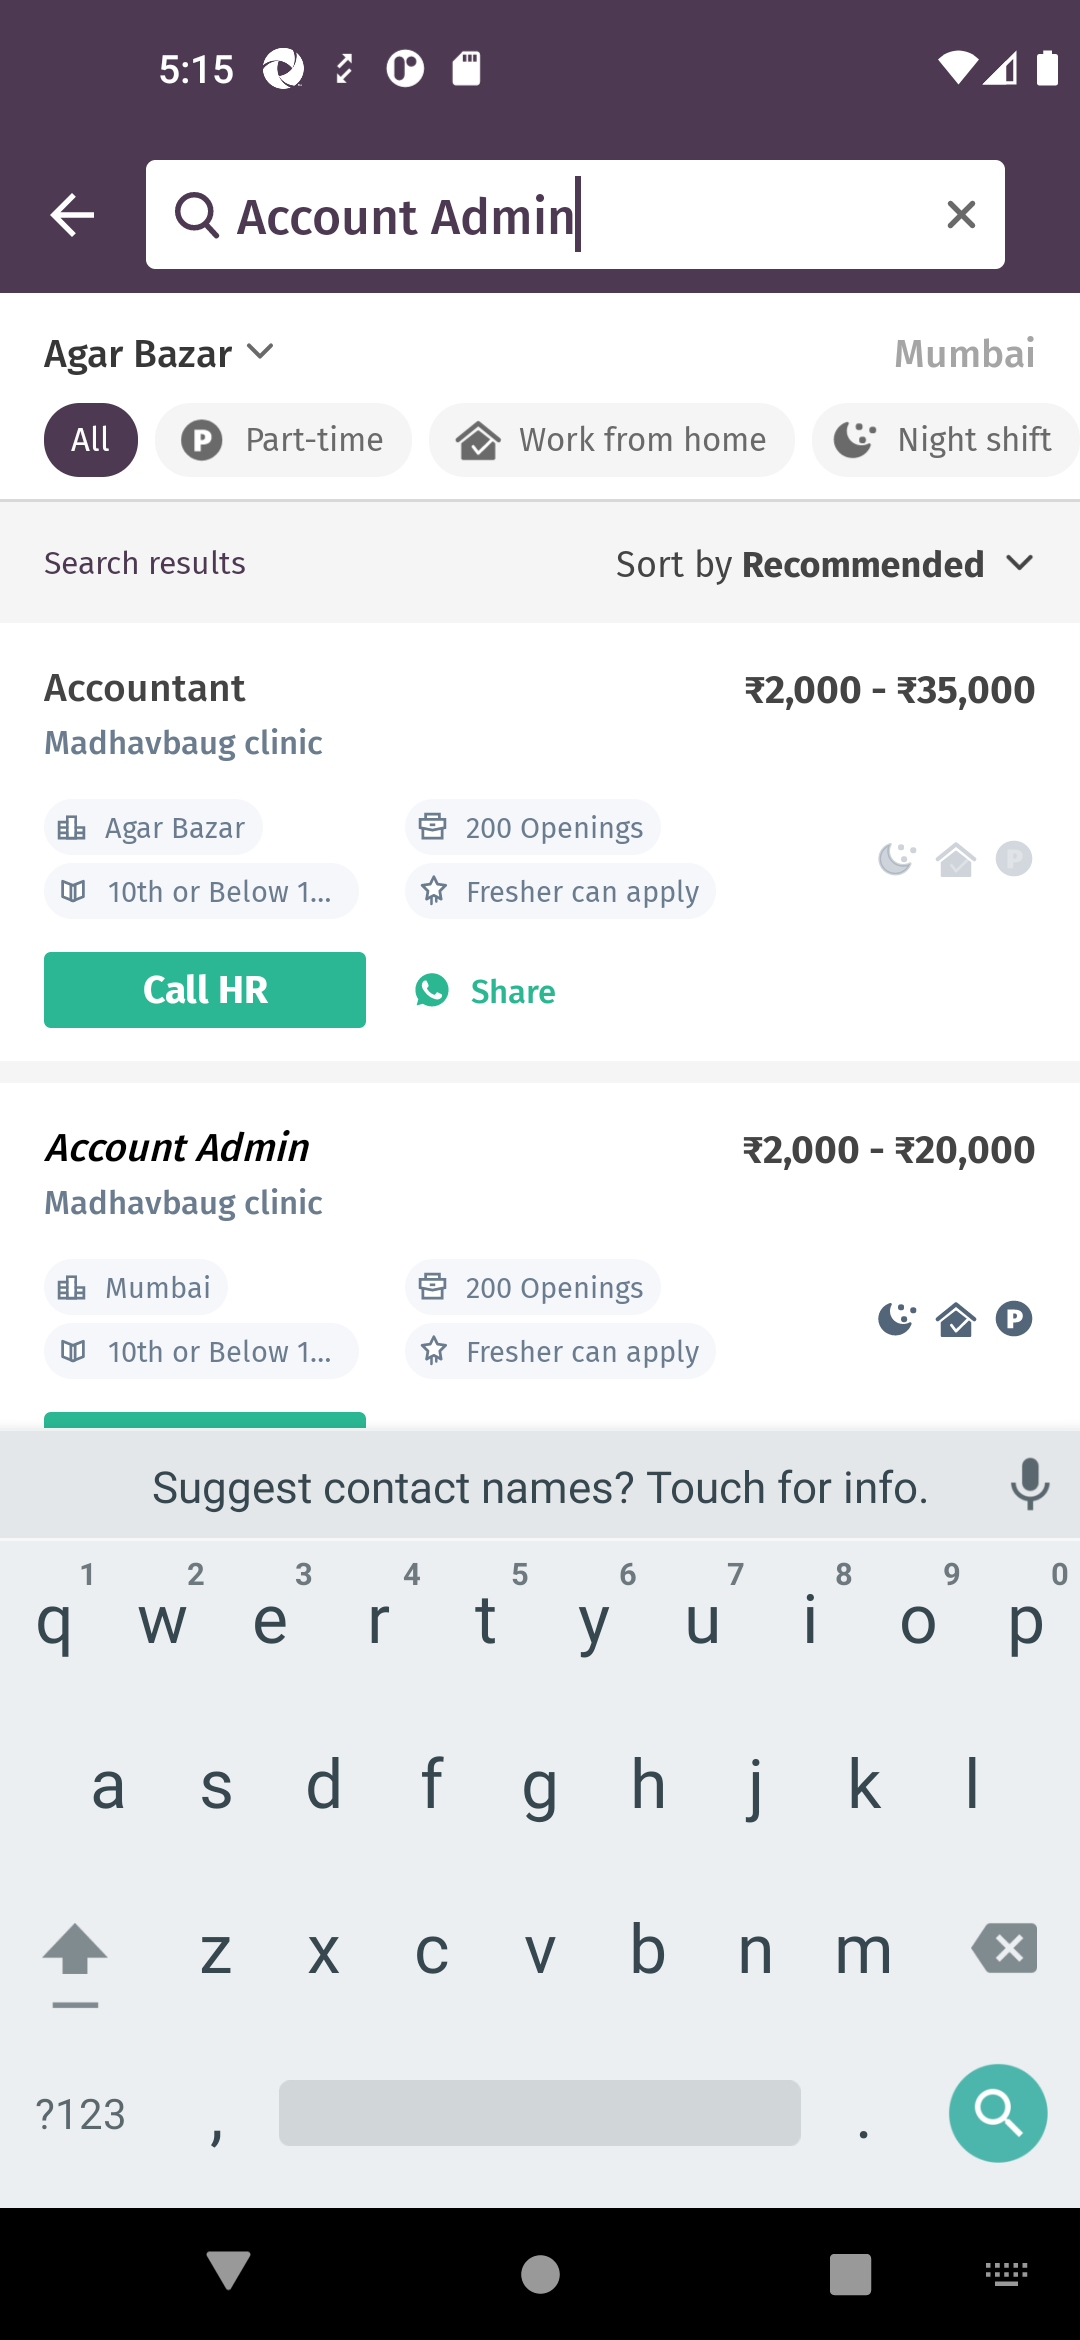 5:15
Account Admin
Agar Bazar
Mumbai
All
Part-time
Work from home
Night shift
Search results
Sort by Recommended
Accountant
₹2,000 - ₹35,000
Madhavbaug clinic
Agar Bazar
200 Openings
10th or Below 1...
Fresher can apply
Call HR
Share
Account Admin
₹2,000 - ₹20,000
Madhavbaug clinic
Mumbai
200 Openings
10th or Below 1...
Fresher can apply
Suggest contact names? Touch for info.
1 2 3 4 5 6 7 8 9 0
q w e r t y u i o p
a s d f g h j k l
z x c v b n m
?123 , .